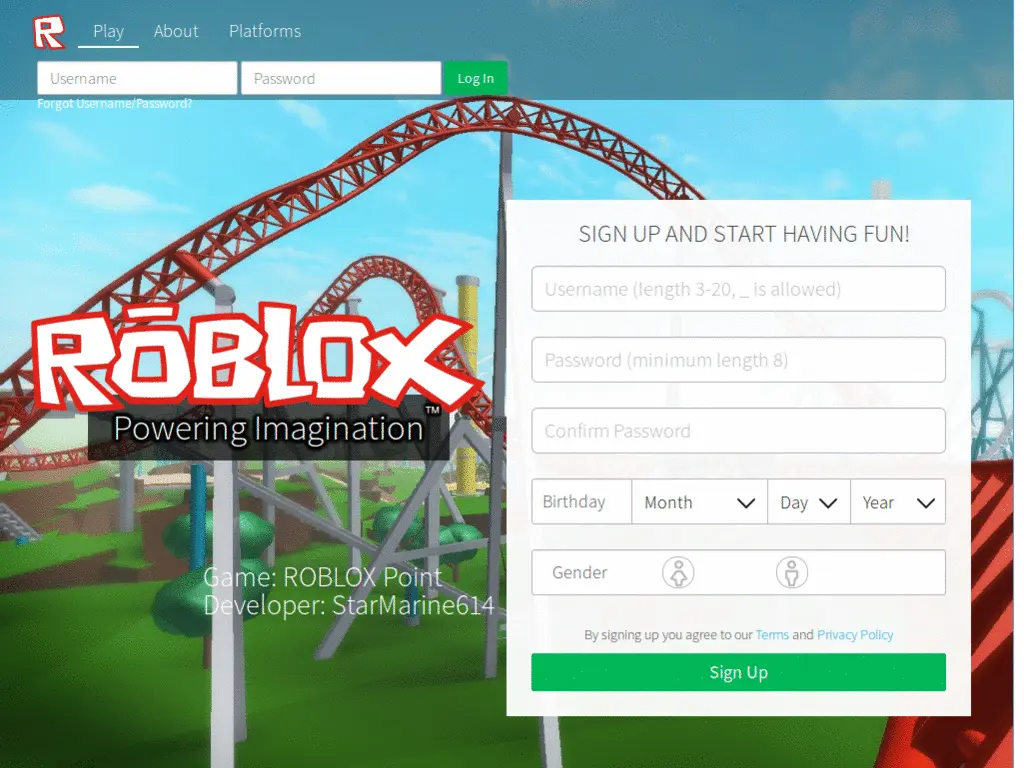 R Play About Platforms
Username Password Log In
Forgot Username/Password?
SIGN UP AND START HAVING FUN!
Username (length 3-20, _ is allowed)
Password (minimum length 8)
Confirm Password
Birthday Month Day Year
Gender
By signing up you agree to our Terms and Privacy Policy
Sign Up
RŌBLOX
Powering Imagination™
Game: ROBLOX Point
Developer: StarMarine614